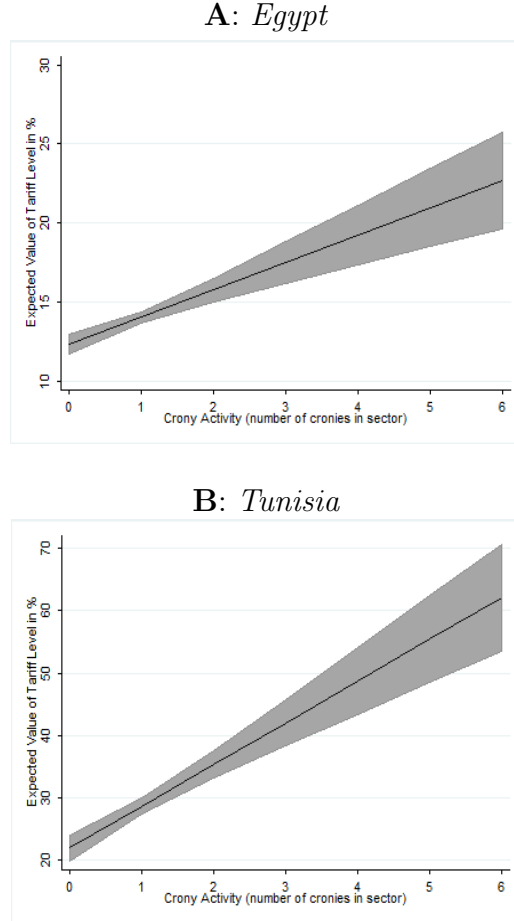 A: Egypt
Expected Value of Tariff Level in %
30
25
20
15
10
0 1 2 3 4 5 6
Crony Activity (number of cronies in sector)
B: Tunisia
Expected Value of Tariff Level in %
70
60
50
40
30
20
0 1 2 3 4 5 6
Crony Activity (number of cronies in sector)